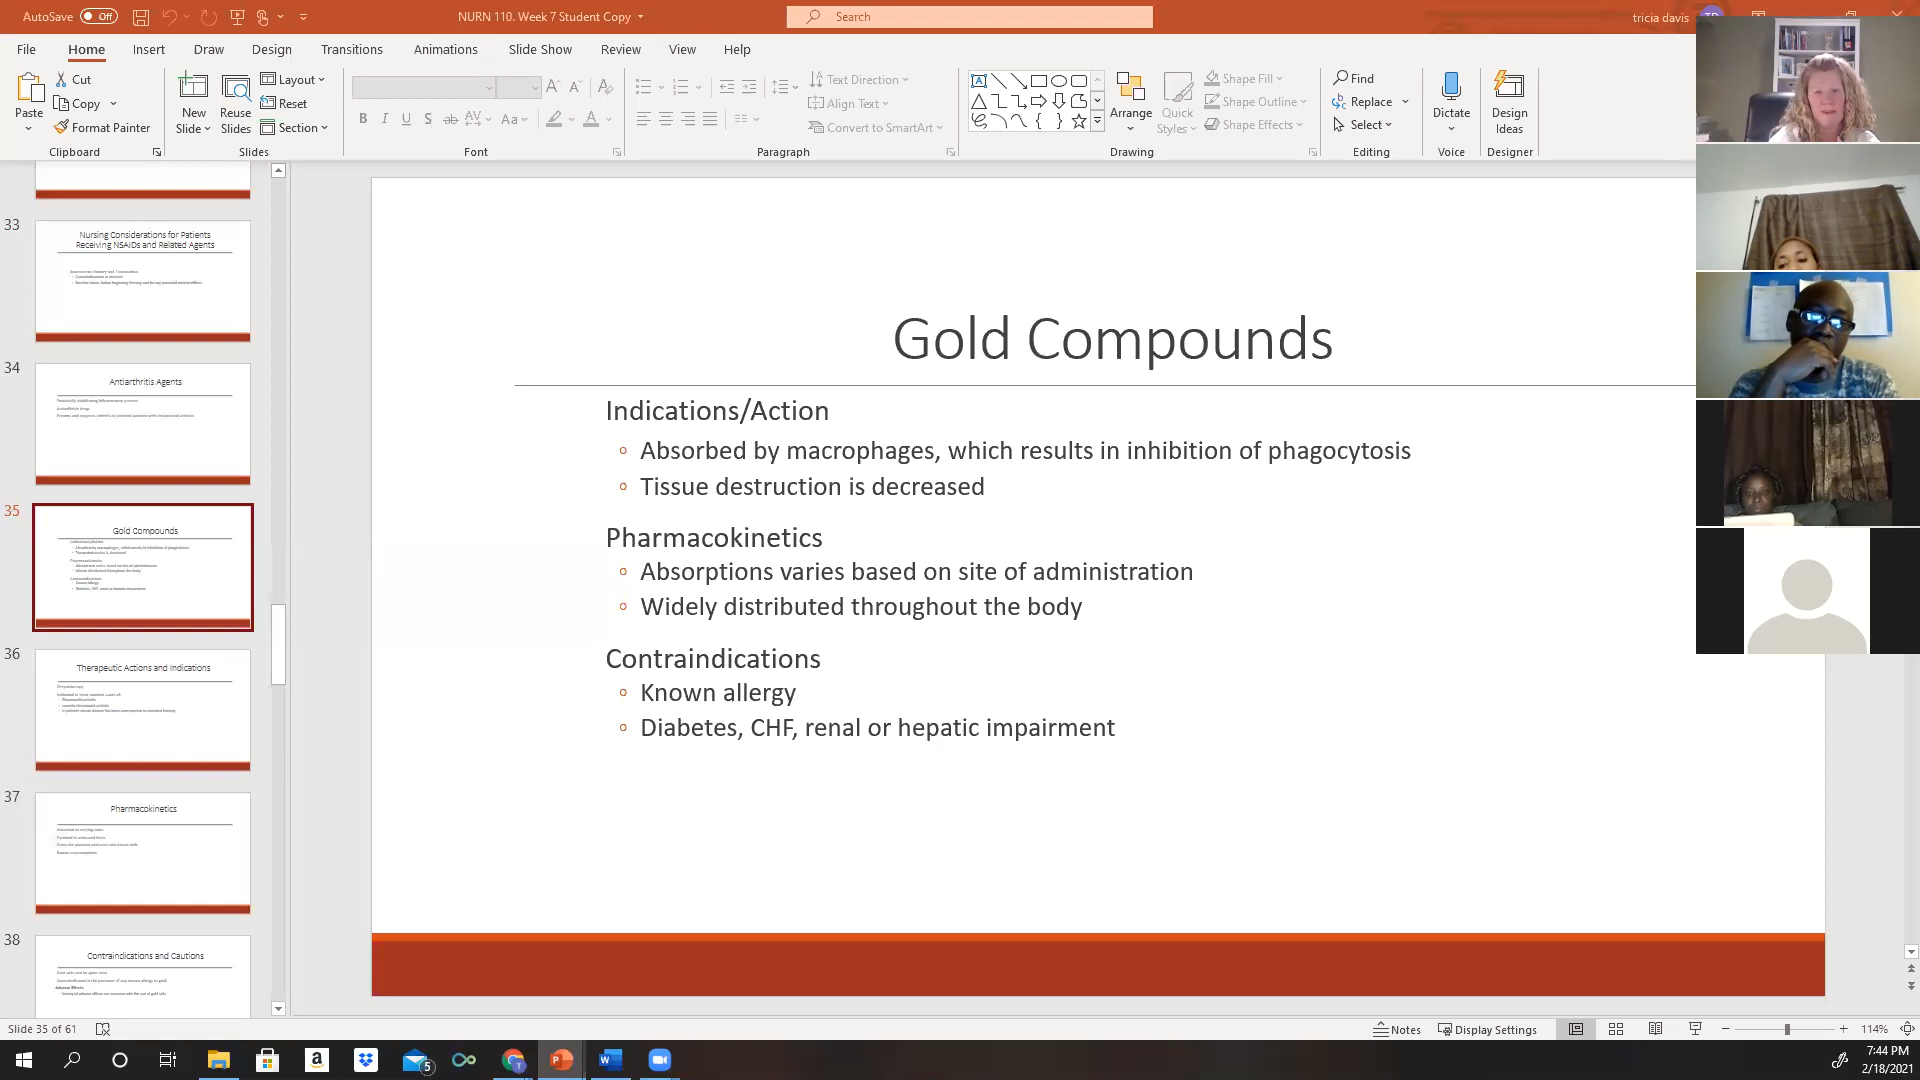 AutoSave Off
NURN 110. Week 7 Student Copy
Search
tricia davis
File Home Insert Draw Design Transitions Animations Slide Show Review View Help
Paste
Cut
Copy
Format Painter
Clipboard
New Slide
Reuse Slides
Layout
Reset
Section
Slides
B I U S ab AV Aa A
Font
Text Direction
Align Text
Convert to SmartArt
Paragraph
Arrange
Quick Styles
Shape Fill
Shape Outline
Shape Effects
Drawing
Find
Replace
Select
Editing
Dictate
Voice
Design Ideas
Designer
33
Nursing Considerations for Patients
Receiving NSAIDs and Related Agents
34
Antiarthritis Agents
35
Gold Compounds
36
Therapeutic Actions and Indications
37
Pharmacokinetics
38
Contraindications and Cautions
Gold Compounds
Indications/Action
Absorbed by macrophages, which results in inhibition of phagocytosis
Tissue destruction is decreased
Pharmacokinetics
Absorptions varies based on site of administration
Widely distributed throughout the body
Contraindications
Known allergy
Diabetes, CHF, renal or hepatic impairment
Slide 35 of 61
Notes
Display Settings
114%
5
7:44 PM
2/18/2021